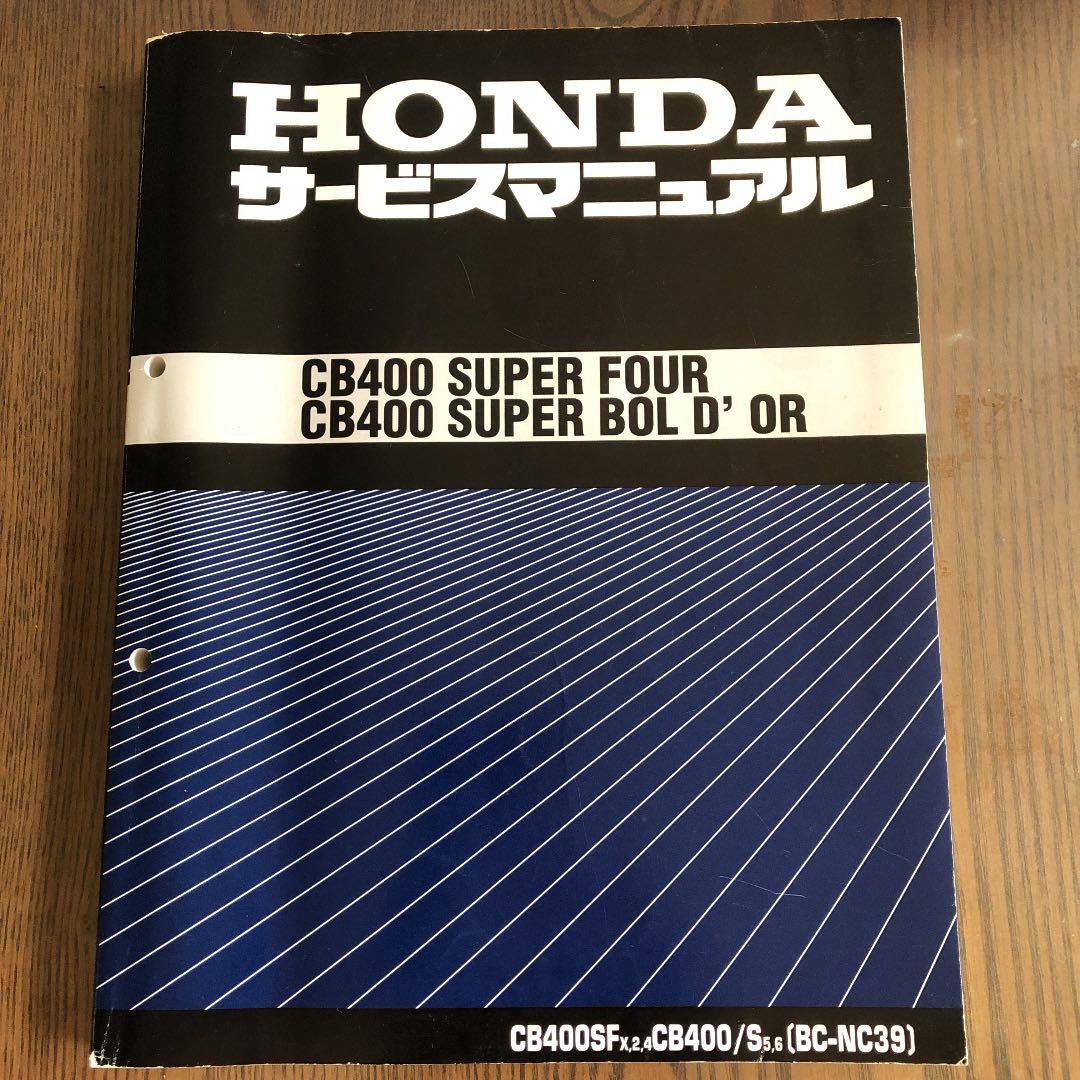 HONDA
サービスマニュアル
CB400 SUPER FOUR
CB400 SUPER BOL D' OR
CB400SFX,2,4CB400/S5,6(BC-NC39)